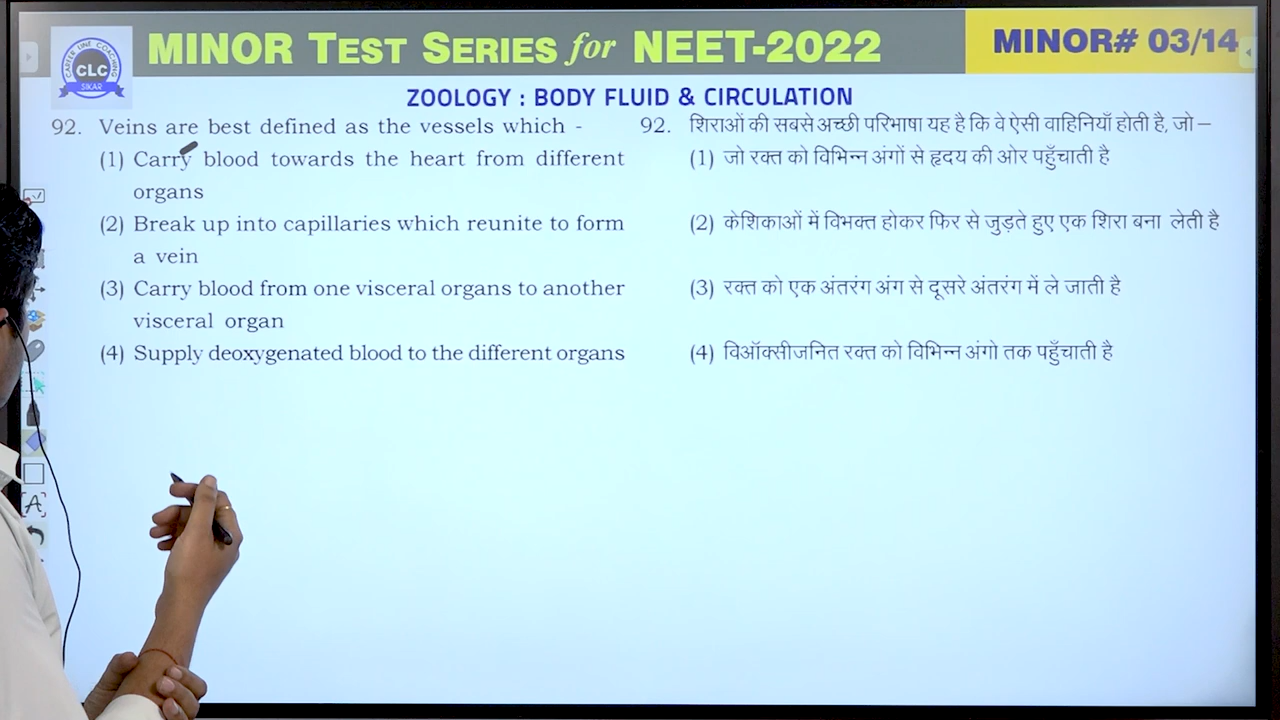 MINOR TEST SERIES for NEET-2022
MINOR# 03/14
CAREER LINE COACHING
CLC
SIKAR
ZOOLOGY : BODY FLUID & CIRCULATION
92. Veins are best defined as the vessels which -
(1) Carry blood towards the heart from different
organs
(2) Break up into capillaries which reunite to form
a vein
(3) Carry blood from one visceral organs to another
visceral organ
(4) Supply deoxygenated blood to the different organs
92. शिराओं की सबसे अच्छी परिभाषा यह है कि वे ऐसी वाहिनियाँ होती है, जो –
(1) जो रक्त को विभिन्न अंगों से हृदय की ओर पहुँचाती है
(2) केशिकाओं में विभक्त होकर फिर से जुड़ते हुए एक शिरा बना लेती है
(3) रक्त को एक अंतरंग अंग से दूसरे अंतरंग में ले जाती है
(4) विऑक्सीजनित रक्त को विभिन्न अंगो तक पहुँचाती है
A